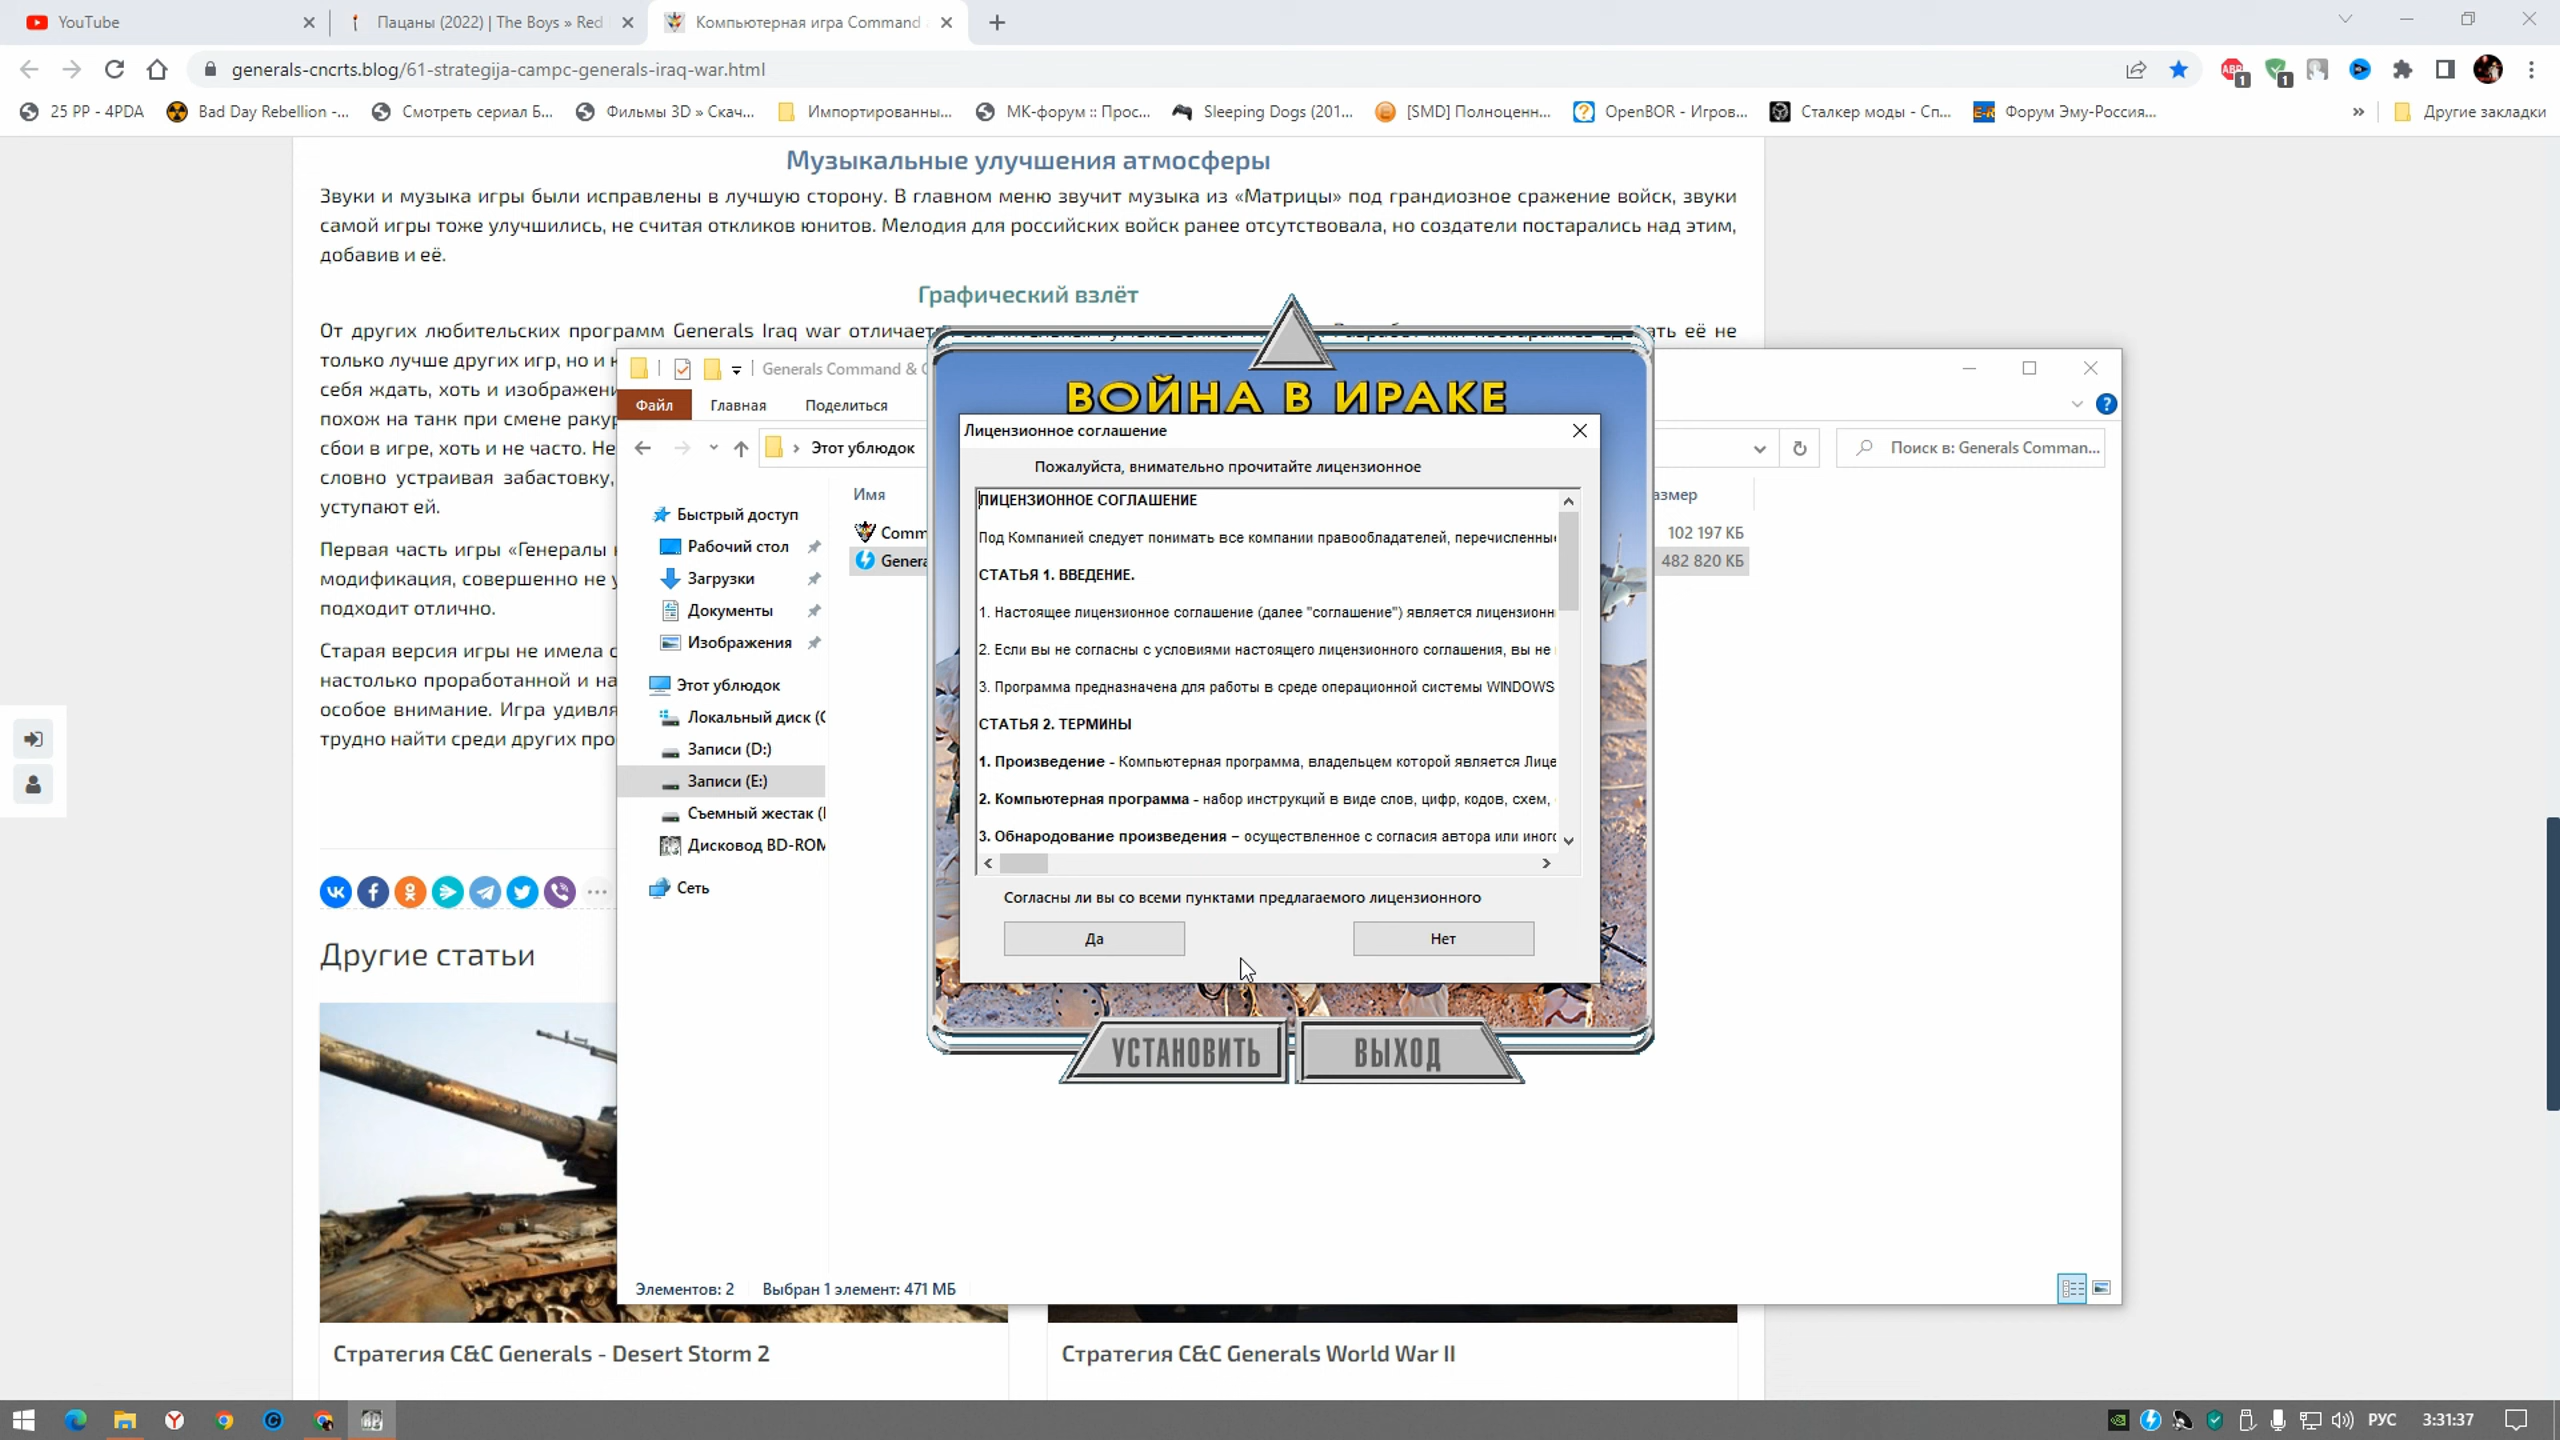 YouTube
Пацаны (2022) | The Boys » Red
Компьютерная игра Command
generals-cncrts.blog/61-strategija-campc-generals-iraq-war.html
ABP
1
1
25 PP - 4PDA
Bad Day Rebellion -...
Смотреть сериал Б...
Фильмы 3D » Скач...
Импортированны...
МК-форум :: Прос...
Sleeping Dogs (201...
[SMD] Полноценн...
OpenBOR - Игров...
Сталкер моды - Сп...
Форум Эму-Россия...
»
Другие закладки
Музыкальные улучшения атмосферы
Звуки и музыка игры были исправлены в лучшую сторону. В главном меню звучит музыка из «Матрицы» под грандиозное сражение войск, звуки
самой игры тоже улучшились, не считая откликов юнитов. Мелодия для российских войск ранее отсутствовала, но создатели постарались над этим,
добавив и её.
Графический взлёт
От других любительских программ Generals Iraq war отличает
её не
только лучше других игр, но и к
себя ждать, хоть и изображени
похож на танк при смене ракур
сбои в игре, хоть и не часто. Не
словно устраивая забастовку,
уступают ей.
Первая часть игры «Генералы
модификация, совершенно не у
подходит отлично.
Старая версия игры не имела с
настолько проработанной и на
особое внимание. Игра удивля
трудно найти среди других про
Другие статьи
Стратегия C&C Generals - Desert Storm 2
Стратегия C&C Generals World War II
Generals Command &
Файл
Главная
Поделиться
Этот ублюдок
Поиск в: Generals Comman...
Имя
азмер
Comm
102 197 КБ
Genera
482 820 КБ
Быстрый доступ
Рабочий стол
Загрузки
Документы
Изображения
Этот ублюдок
Локальный диск (C
Записи (D:)
Записи (E:)
Съемный жестак (
Дисковод BD-ROM
Сеть
Элементов: 2
Выбран 1 элемент: 471 МБ
ВОЙНА В ИРАКЕ
Лицензионное соглашение
Пожалуйста, внимательно прочитайте лицензионное
ЛИЦЕНЗИОННОЕ СОГЛАШЕНИЕ
Под Компанией следует понимать все компании правообладателей, перечисленны
СТАТЬЯ 1. ВВЕДЕНИЕ.
1. Настоящее лицензионное соглашение (далее "соглашение") является лицензионн
2. Если вы не согласны с условиями настоящего лицензионного соглашения, вы не
3. Программа предназначена для работы в среде операционной системы WINDOWS
СТАТЬЯ 2. ТЕРМИНЫ
1. Произведение - Компьютерная программа, владельцем которой является Лице
2. Компьютерная программа - набор инструкций в виде слов, цифр, кодов, схем,
3. Обнародование произведения – осуществленное с согласия автора или иного
Согласны ли вы со всеми пунктами предлагаемого лицензионного
Да
Нет
УСТАНОВИТЬ
ВЫХОД
РУС
3:31:37